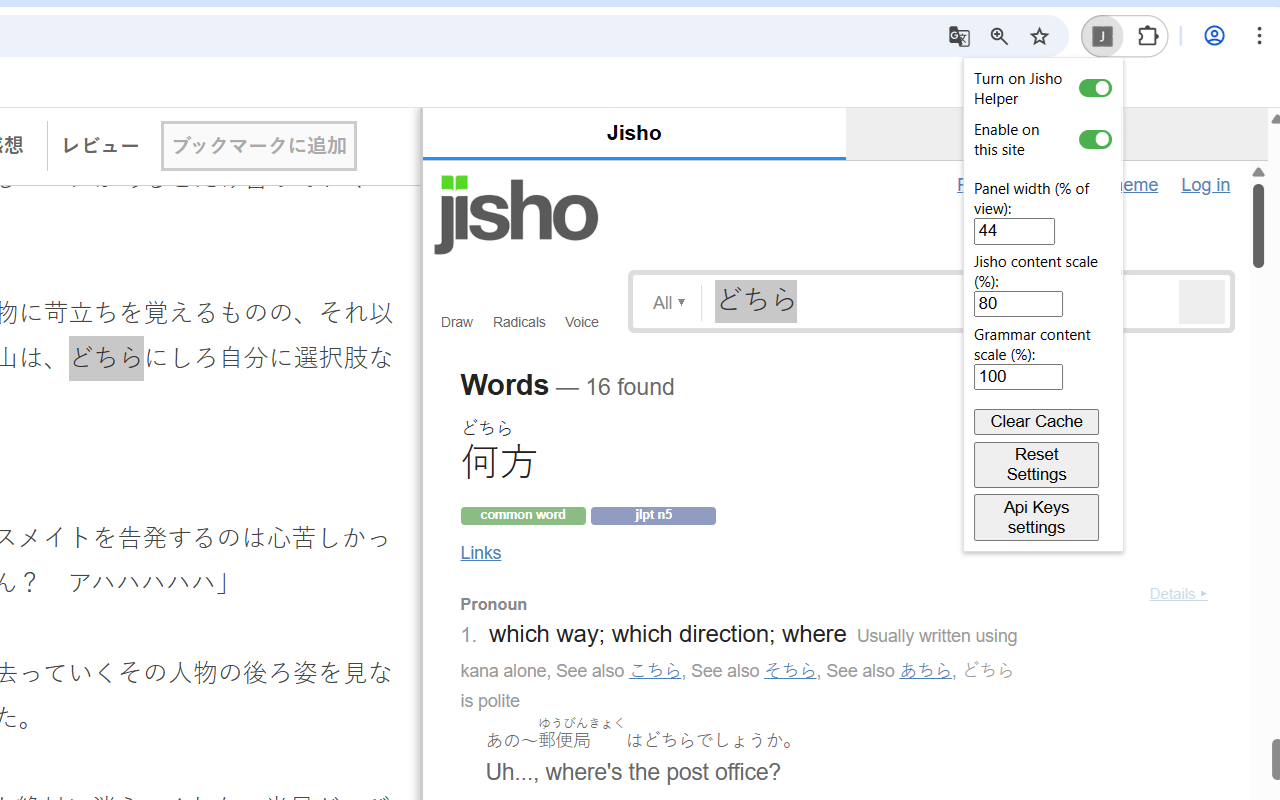 感想
レビュー
ブックマークに追加
物に苛立ちを覚えるものの、それ以
山は、どちらにしろ自分に選択肢な
スメイトを告発するのは心苦しかっ
ん？　アハハハハハ」
去っていくその人物の後ろ姿を見な
た。
Jisho
jisho
eme
Log in
Draw
Radicals
Voice
All ▾
どちら
Words — 16 found
どちら
何方
common word
jlpt n5
Links
Details ▸
Pronoun
1. which way; which direction; where Usually written using
kana alone, See also こちら, See also そちら, See also あちら, どちら
is polite
ゆうびんきょく
あの〜郵便局はどちらでしょうか。
Uh..., where's the post office?
J
Turn on Jisho
Helper
Enable on
this site
Panel width (% of
view):
44
Jisho content scale
(%):
80
Grammar content
scale (%):
100
Clear Cache
Reset
Settings
Api Keys
settings